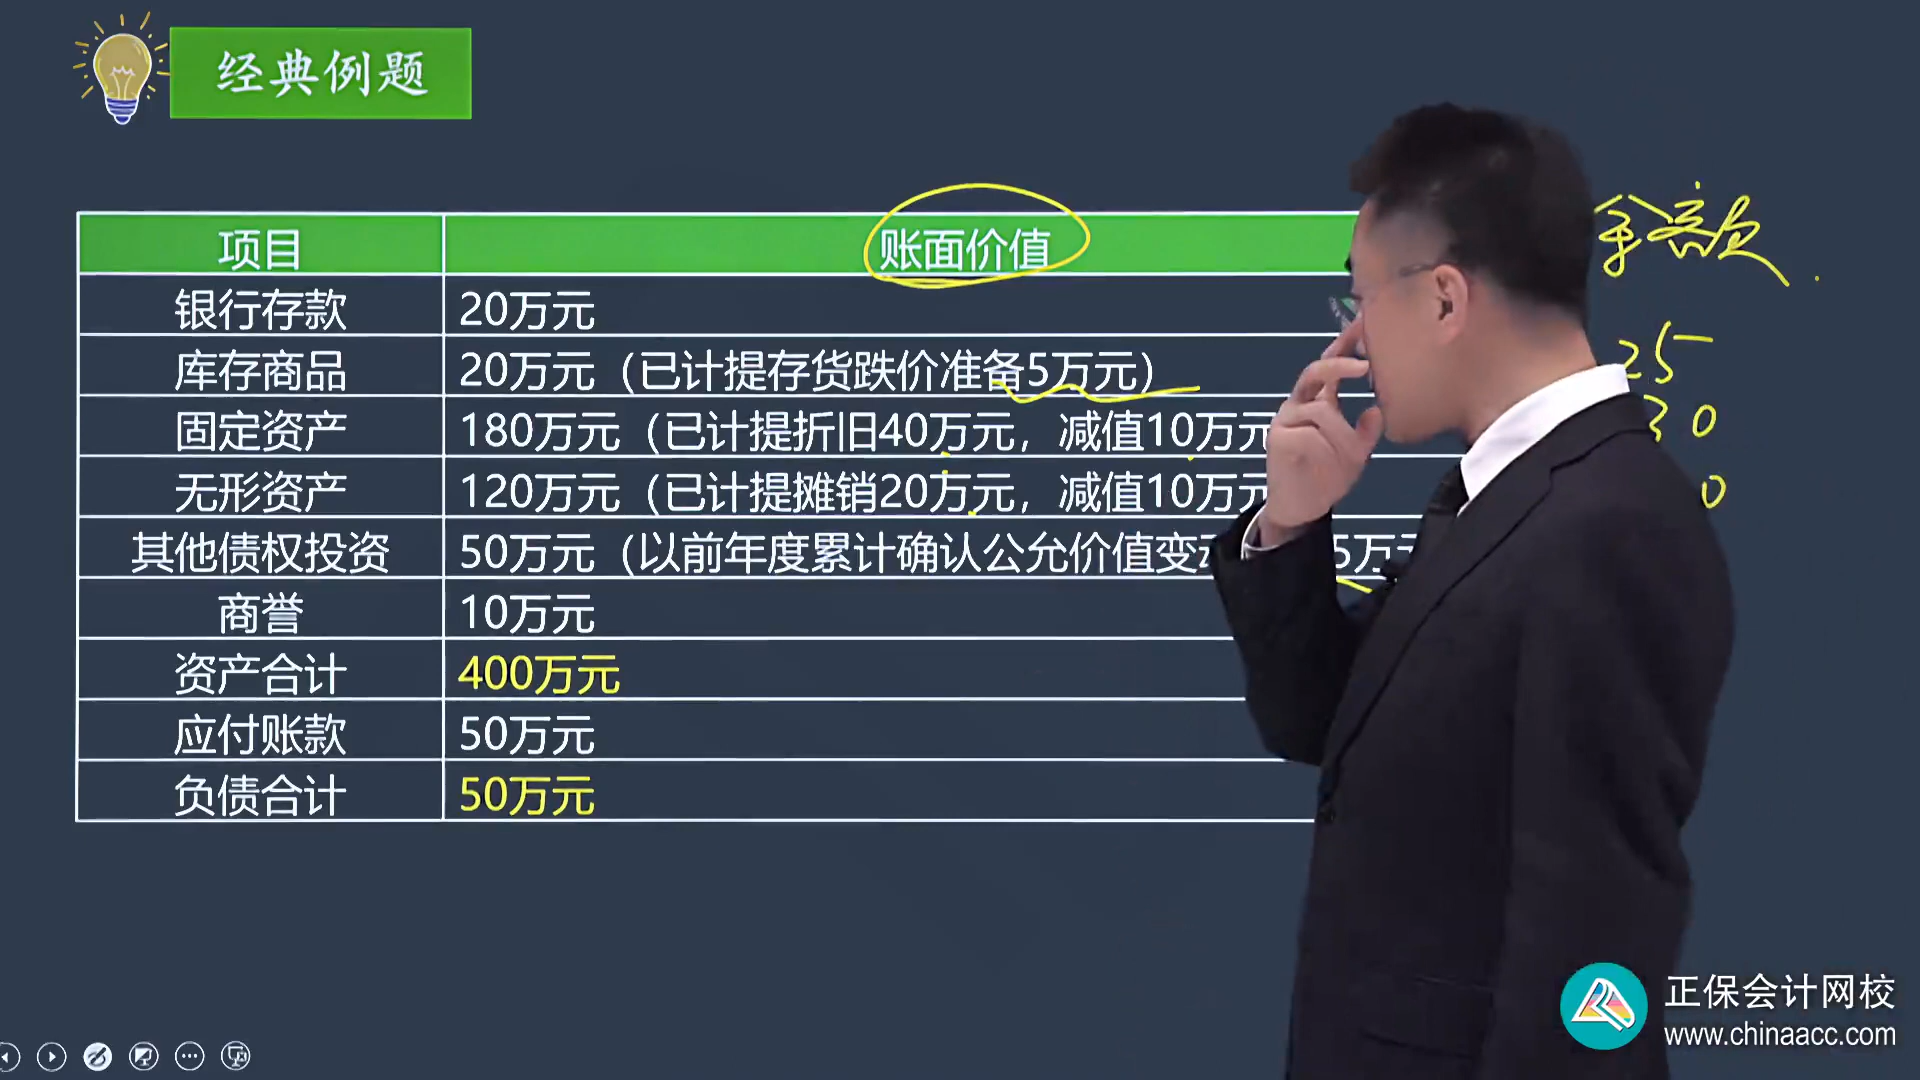 经典例题
项目 账面价值 余额
银行存款 20万元
库存商品 20万元（已计提存货跌价准备5万元） 25
固定资产 180万元（已计提折旧40万元，减值10万元 30
无形资产 120万元（已计提摊销20万元，减值10万元 0
其他债权投资 50万元（以前年度累计确认公允价值变 5万元
商誉 10万元
资产合计 400万元
应付账款 50万元
负债合计 50万元
正保会计网校
www.chinaacc.com